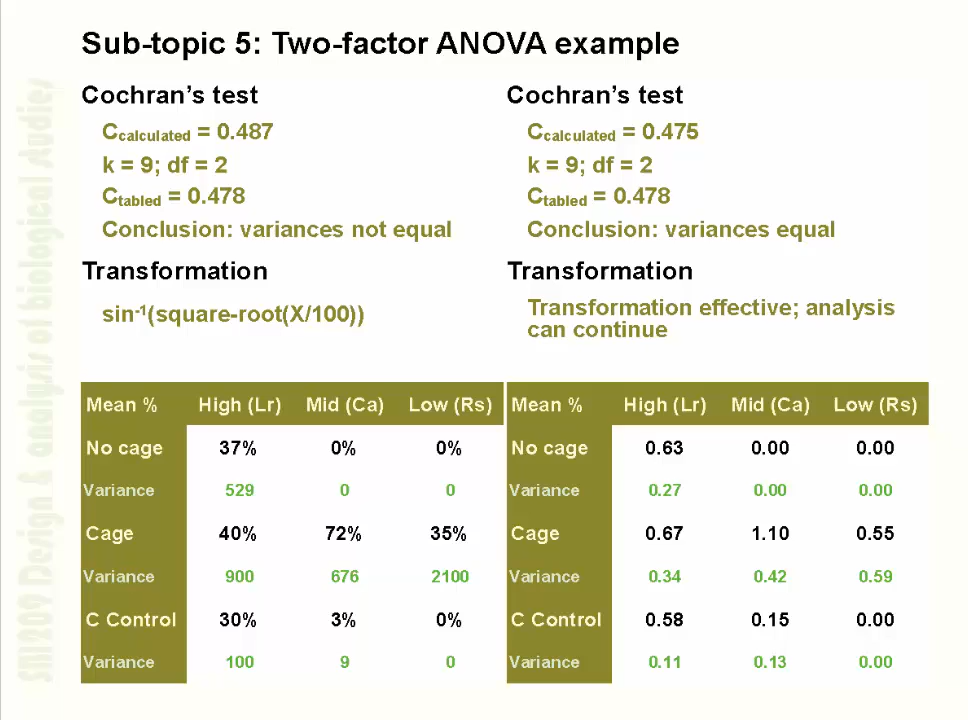 Sub-topic 5: Two-factor ANOVA example
Cochran's test
Ccalculated = 0.487
k = 9; df = 2
Ctabled = 0.478
Conclusion: variances not equal
Transformation
sin-1(square-root(X/100))
Cochran's test
Ccalculated = 0.475
k = 9; df = 2
Ctabled = 0.478
Conclusion: variances equal
Transformation
Transformation effective; analysis
can continue
Mean % High (Lr) Mid (Ca) Low (Rs)
No cage 37% 0% 0%
Variance 529 0 0
Cage 40% 72% 35%
Variance 900 676 2100
C Control 30% 3% 0%
Variance 100 9 0
Mean % High (Lr) Mid (Ca) Low (Rs)
No cage 0.63 0.00 0.00
Variance 0.27 0.00 0.00
Cage 0.67 1.10 0.55
Variance 0.34 0.42 0.59
C Control 0.58 0.15 0.00
Variance 0.11 0.13 0.00
Design & analysis of biological studies